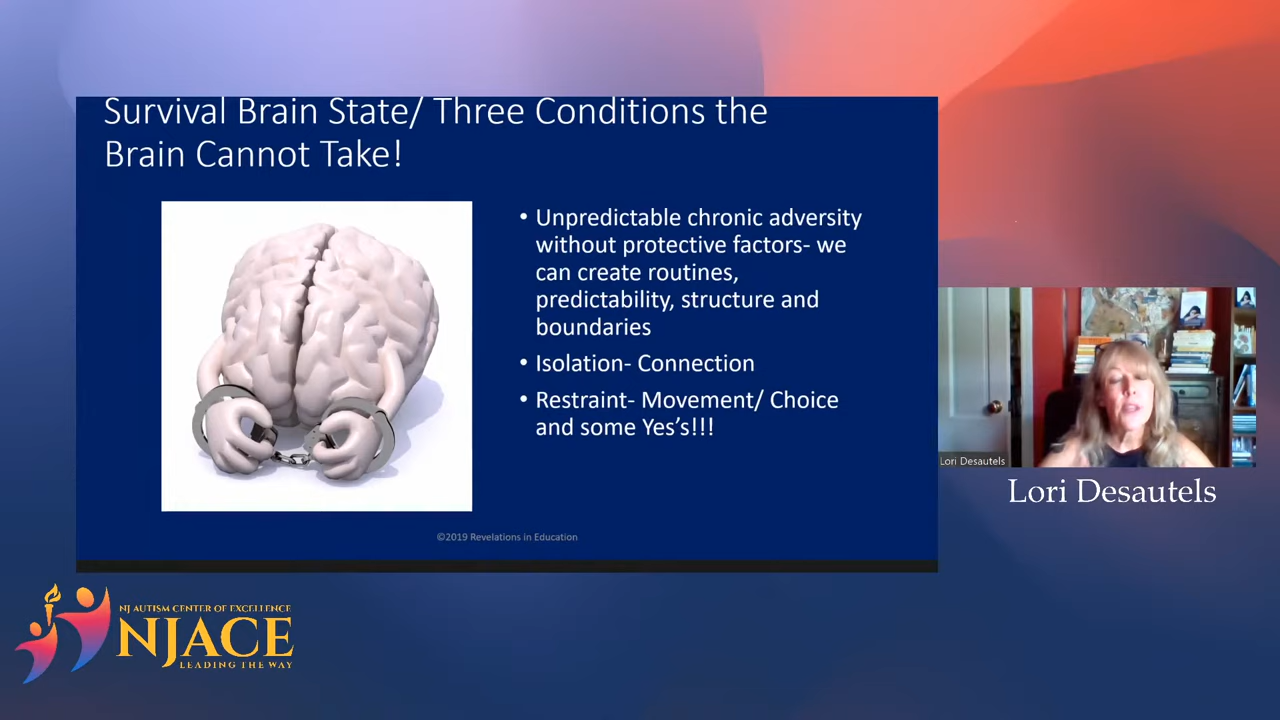 Survival Brain State/ Three Conditions the
Brain Cannot Take!
• Unpredictable chronic adversity
without protective factors- we
can create routines,
predictability, structure and
boundaries
• Isolation- Connection
• Restraint- Movement/ Choice
and some Yes’s!!!
©2019 Revelations in Education
Lori Desautels
Lori Desautels
NJ AUTISM CENTER OF EXCELLENCE
NJACE
LEADING THE WAY